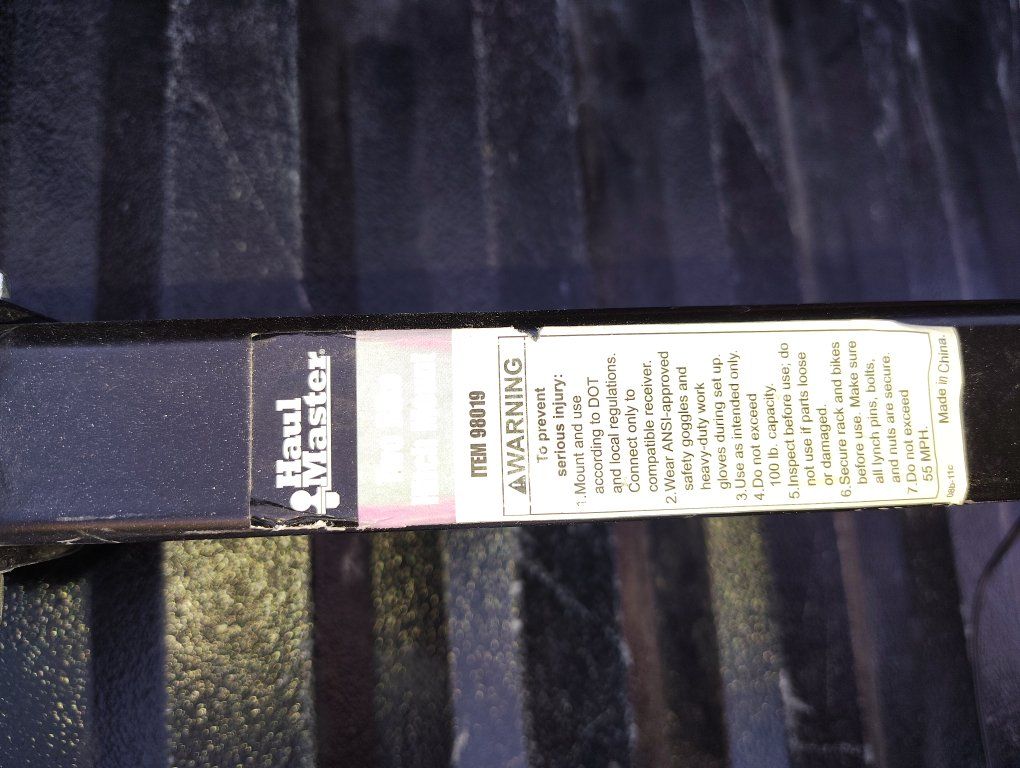 Haul
Master
ITEM 98019
WARNING
To prevent
serious injury:
1. Mount and use
according to DOT
and local regulations.
Connect only to
compatible receiver.
2. Wear ANSI-approved
safety goggles and
heavy-duty work
gloves during set up.
3. Use as intended only.
4. Do not exceed
100 lb. capacity.
5. Inspect before use; do
not use if parts loose
or damaged.
6. Secure rack and bikes
before use. Make sure
all lynch pins, bolts,
and nuts are secure.
7. Do not exceed
55 MPH.
Made in China.